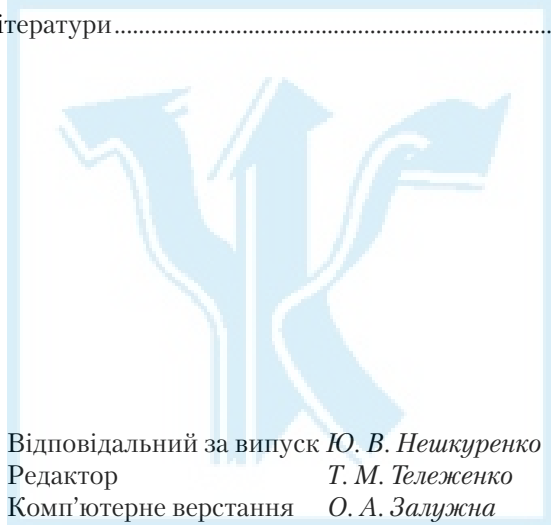 ітератури
Відповідальний за випуск Ю. В. Нешкуренко
Редактор Т. М. Тележенко
Комп’ютерне верстання О. А. Залужна